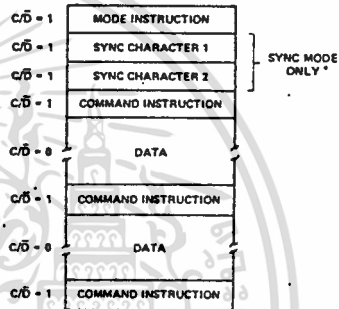 C/D̅ = 1 MODE INSTRUCTION
C/D̅ = 1 SYNC CHARACTER 1
SYNC MODE
ONLY *
C/D̅ = 1 SYNC CHARACTER 2
C/D̅ = 1 COMMAND INSTRUCTION
C/D̅ = 0 DATA
C/D̅ = 1 COMMAND INSTRUCTION
C/D̅ = 0 DATA
C/D̅ = 1 COMMAND INSTRUCTION